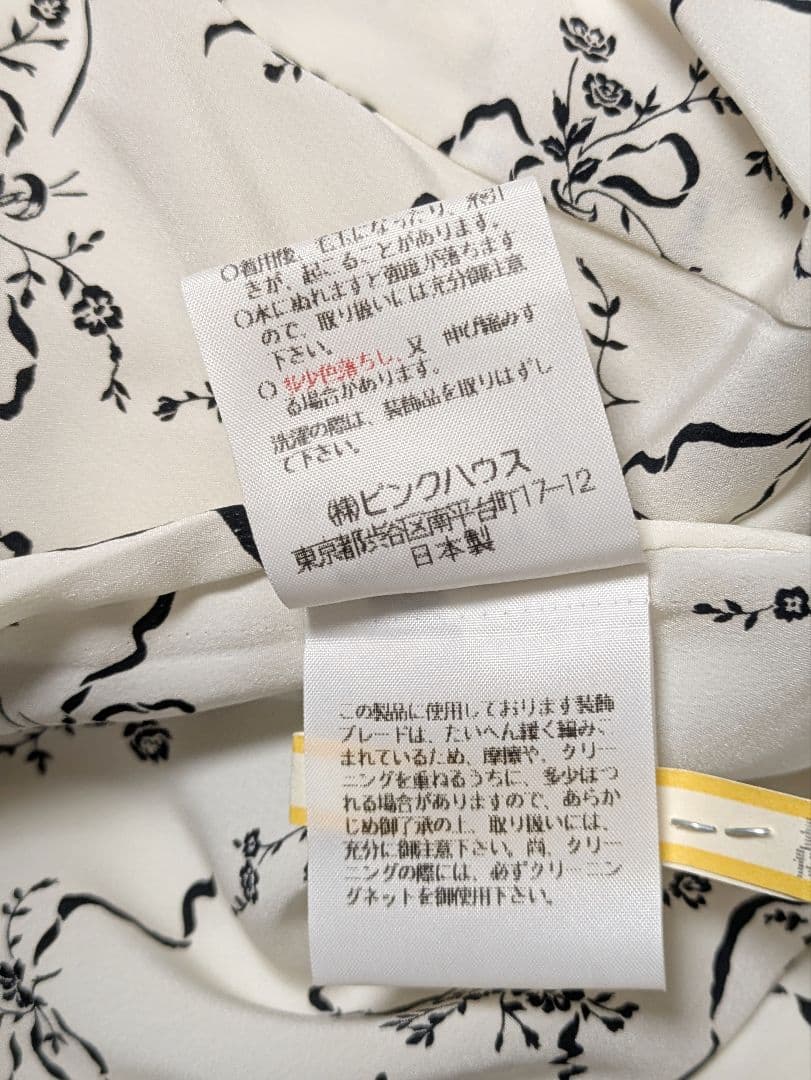 ○着用後、毛玉になったり、糸引
きが、起こることがあります。
○水にぬれますと強度が落ちます
ので、取り扱いには充分御注意
下さい。
○多少色落ちし、又 伸び縮みす
る場合があります。
洗濯の際は、装飾品を取りはずし
て下さい。
㈱ピンクハウス
東京都渋谷区南平台町17-12
日本製
この製品に使用しております装飾
ブレードは、たいへん緩く編み、
まれているため、摩擦や、クリー
ニングを重ねるうちに、多少ほつ
れる場合がありますので、あらか
じめ御了承の上、取り扱いには、
充分に御注意下さい。尚、クリー
ニングの際には、必ずクリーニン
グネットを御使用下さい。